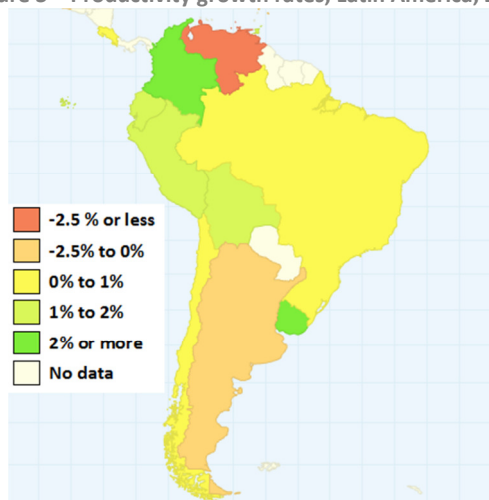 Productivity growth rates, Latin America,
-2.5 % or less
-2.5% to 0%
0% to 1%
1% to 2%
2% or more
No data